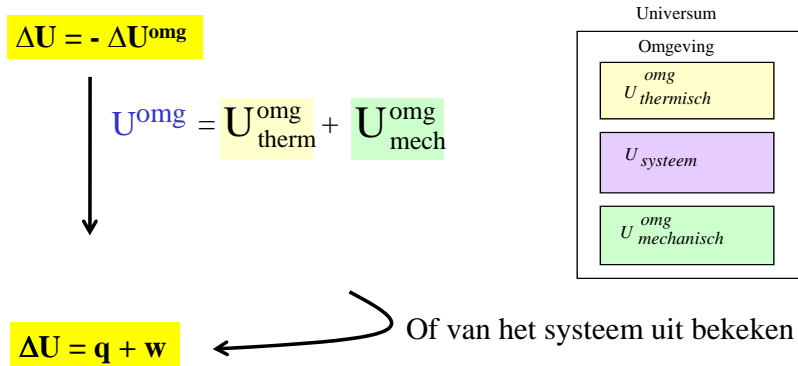 ΔU = - ΔU^omg
U^omg = U^omg_therm + U^omg_mech
Universum
Omgeving
U^omg_thermisch
U_systeem
U^omg_mechanisch
Of van het systeem uit bekeken
ΔU = q + w